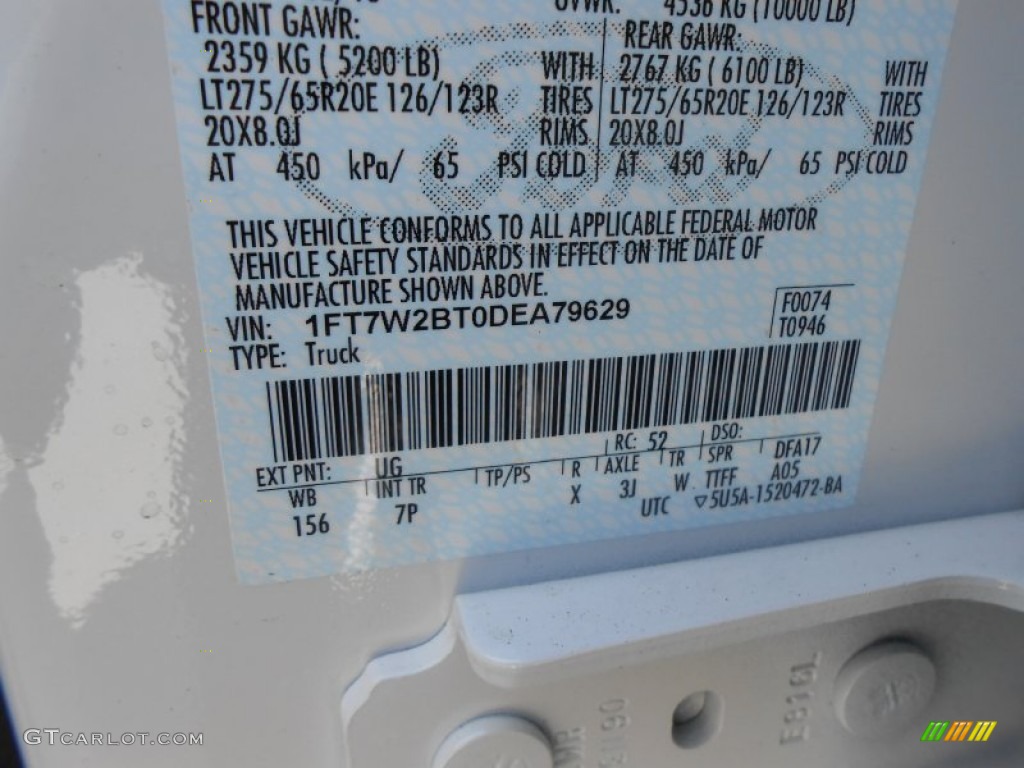 FRONT GAWR:
GVWR: 4536 KG (10000 LB)
REAR GAWR:
2359 KG ( 5200 LB) WITH 2767 KG ( 6100 LB) WITH
LT275/65R20E 126/123R TIRES LT275/65R20E 126/123R TIRES
20X8.0J RIMS 20X8.0J RIMS
AT 450 kPa/ 65 PSI COLD AT 450 kPa/ 65 PSI COLD
THIS VEHICLE CONFORMS TO ALL APPLICABLE FEDERAL MOTOR
VEHICLE SAFETY STANDARDS IN EFFECT ON THE DATE OF
MANUFACTURE SHOWN ABOVE.
VIN: 1FT7W2BT0DEA79629
F0074
TYPE: Truck
T0946
EXT PNT: UG RC: 52 DSO:
WB INT TR TP/PS R AXLE TR SPR DFA17
156 7P X 3J W TTFF A05
UTC ▽5U5A-1520472-BA
E816L
GTCARLOT.COM